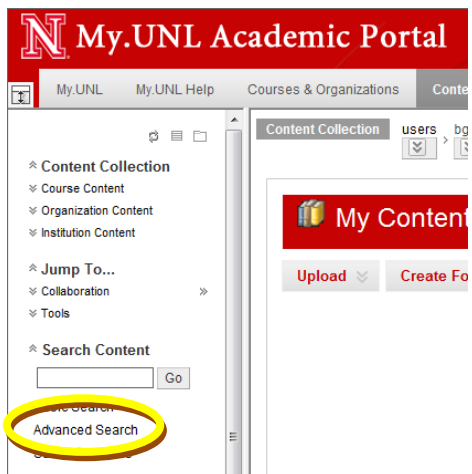 N My.UNL Academic Portal
My.UNL My.UNL Help Courses & Organizations
Content Collection users
Content Collection
Course Content
Organization Content
Institution Content
Jump To...
Collaboration
Tools
Search Content
Go
Advanced Search
My Content
Upload Create